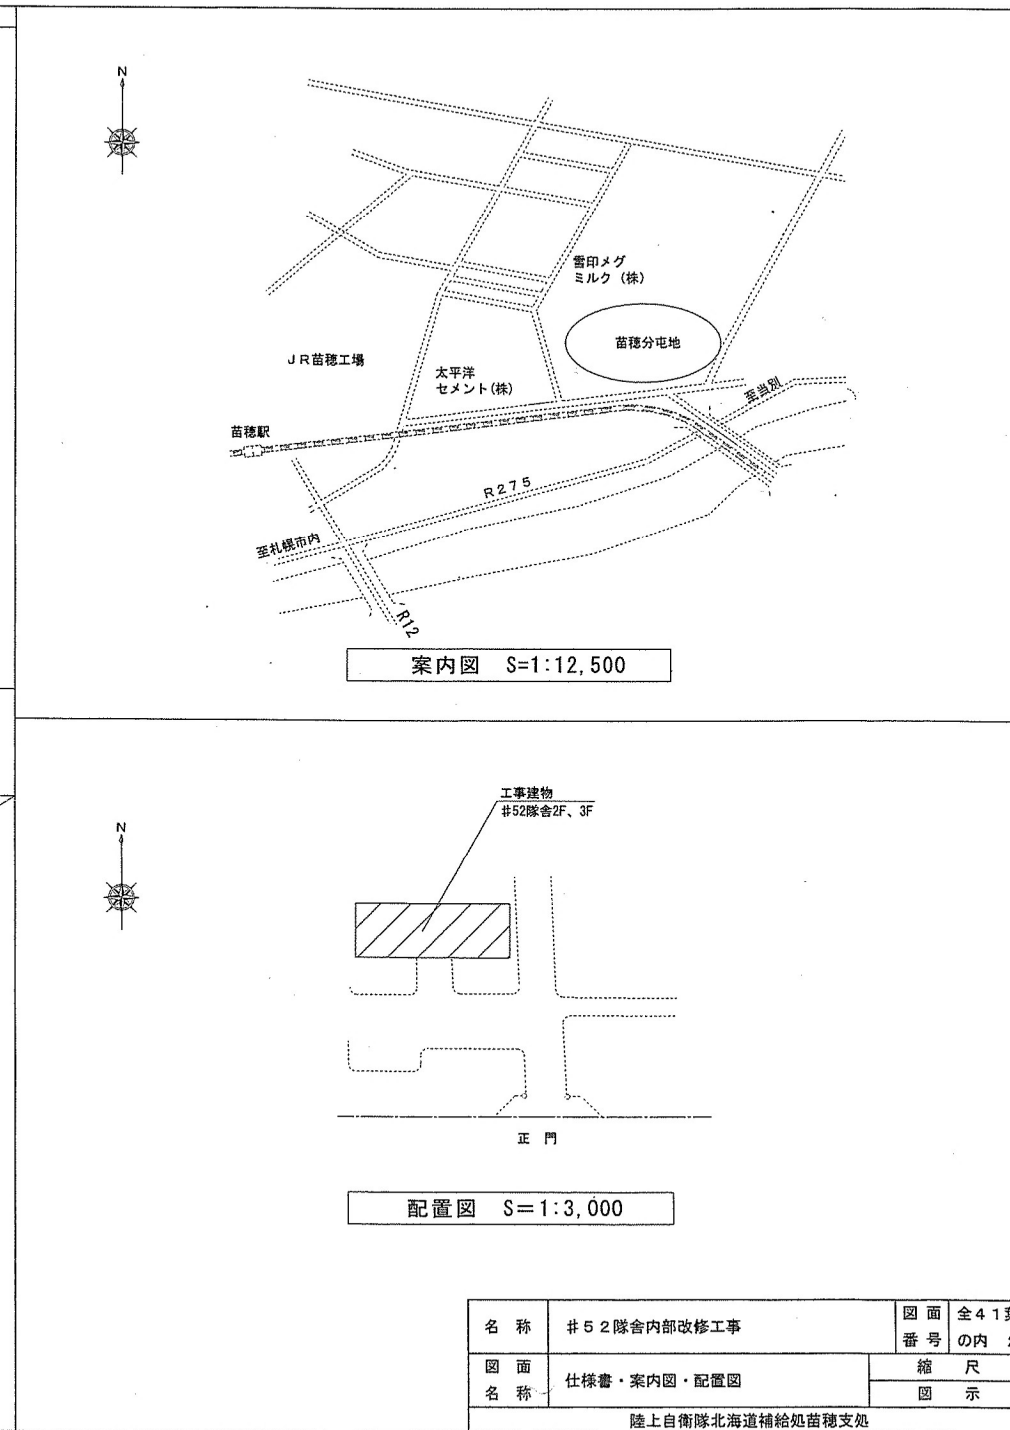 N
雪印メグ
ミルク（株）
苗穂分屯地
JR苗穂工場
太平洋
セメント(株)
至当別
苗穂駅
R275
至札幌市内
R12
案内図 S=1:12,500
工事建物
#52隊舎2F、3F
N
正 門
配置図 S=1:3,000
名 称 #52隊舎内部改修工事 図面番号 全41
の内
図 面
名 称 仕様書・案内図・配置図 縮 尺
図 示
陸上自衛隊北海道補給処苗穂支処